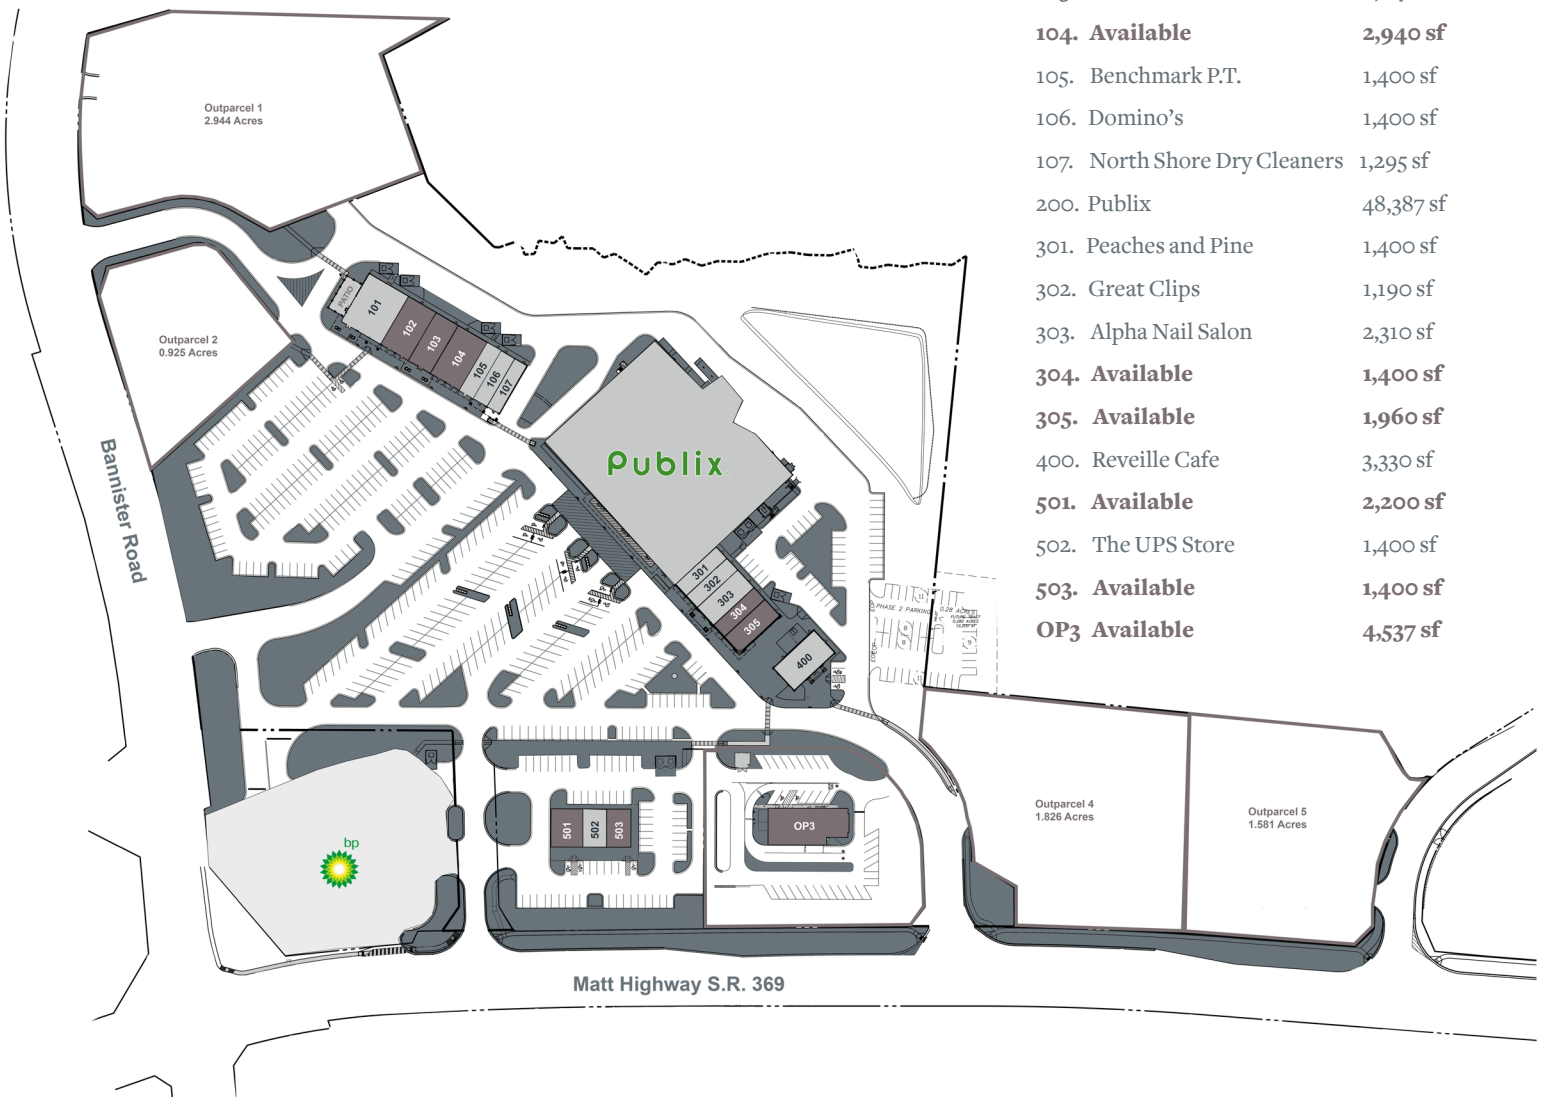 104. Available 2,940 sf
105. Benchmark P.T. 1,400 sf
106. Domino's 1,400 sf
107. North Shore Dry Cleaners 1,295 sf
200. Publix 48,387 sf
301. Peaches and Pine 1,400 sf
302. Great Clips 1,190 sf
303. Alpha Nail Salon 2,310 sf
304. Available 1,400 sf
305. Available 1,960 sf
400. Reveille Cafe 3,330 sf
501. Available 2,200 sf
502. The UPS Store 1,400 sf
503. Available 1,400 sf
OP3 Available 4,537 sf
Outparcel 1
2.944 Acres
Outparcel 2
0.925 Acres
PATIO
101
102
103
104
105
106
107
Publix
301
302
303
304
305
400
Bannister Road
PHASE 2 PARKING
0.28 ACRES
bp
501
502
503
OP3
Outparcel 4
1.826 Acres
Outparcel 5
1.581 Acres
Matt Highway S.R. 369